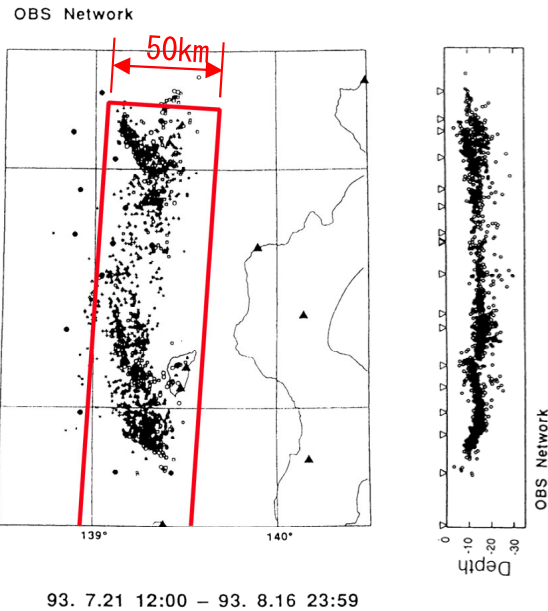 OBS Network
50km
139°
140°
0 -10 -20 -30
Depth
OBS Network
93. 7.21 12:00 – 93. 8.16 23:59